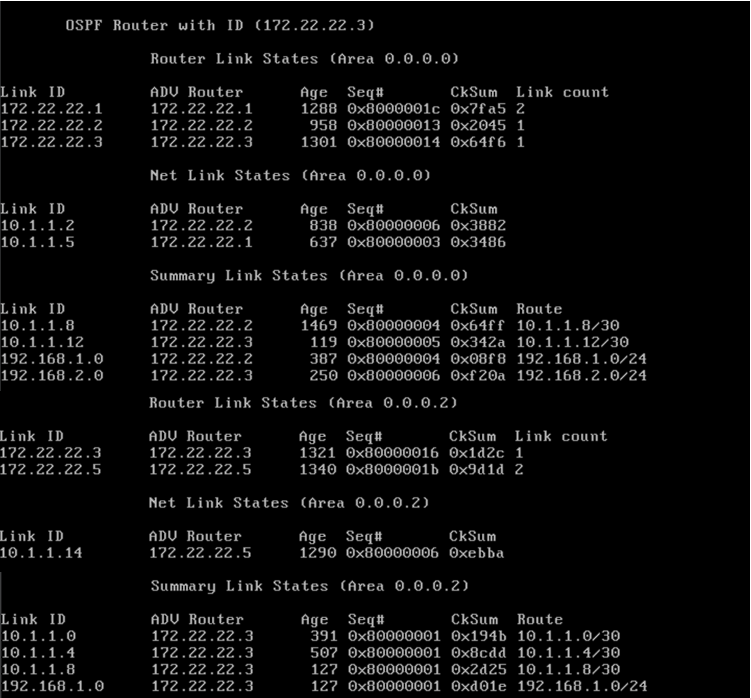 OSPF Router with ID (172.22.22.3)
Router Link States (Area 0.0.0.0)
Link ID ADV Router Age Seq# CkSum Link count
172.22.22.1 172.22.22.1 1288 0x8000001c 0x7fa5 2
172.22.22.2 172.22.22.2 958 0x80000013 0x2045 1
172.22.22.3 172.22.22.3 1301 0x80000014 0x64f6 1
Net Link States (Area 0.0.0.0)
Link ID ADV Router Age Seq# CkSum
10.1.1.2 172.22.22.2 838 0x80000006 0x3882
10.1.1.5 172.22.22.1 637 0x80000003 0x3486
Summary Link States (Area 0.0.0.0)
Link ID ADV Router Age Seq# CkSum Route
10.1.1.8 172.22.22.2 1469 0x80000004 0x64ff 10.1.1.8/30
10.1.1.12 172.22.22.3 119 0x80000005 0x342a 10.1.1.12/30
192.168.1.0 172.22.22.2 387 0x80000004 0x08f8 192.168.1.0/24
192.168.2.0 172.22.22.3 250 0x80000006 0xf20a 192.168.2.0/24
Router Link States (Area 0.0.0.2)
Link ID ADV Router Age Seq# CkSum Link count
172.22.22.3 172.22.22.3 1321 0x80000016 0x1d2c 1
172.22.22.5 172.22.22.5 1340 0x8000001b 0x9d1d 2
Net Link States (Area 0.0.0.2)
Link ID ADV Router Age Seq# CkSum
10.1.1.14 172.22.22.5 1290 0x80000006 0xebba
Summary Link States (Area 0.0.0.2)
Link ID ADV Router Age Seq# CkSum Route
10.1.1.0 172.22.22.3 391 0x80000001 0x194b 10.1.1.0/30
10.1.1.4 172.22.22.3 507 0x80000001 0x8cdd 10.1.1.4/30
10.1.1.8 172.22.22.3 127 0x80000001 0x2d25 10.1.1.8/30
192.168.1.0 172.22.22.3 127 0x80000001 0xd01e 192.168.1.0/24